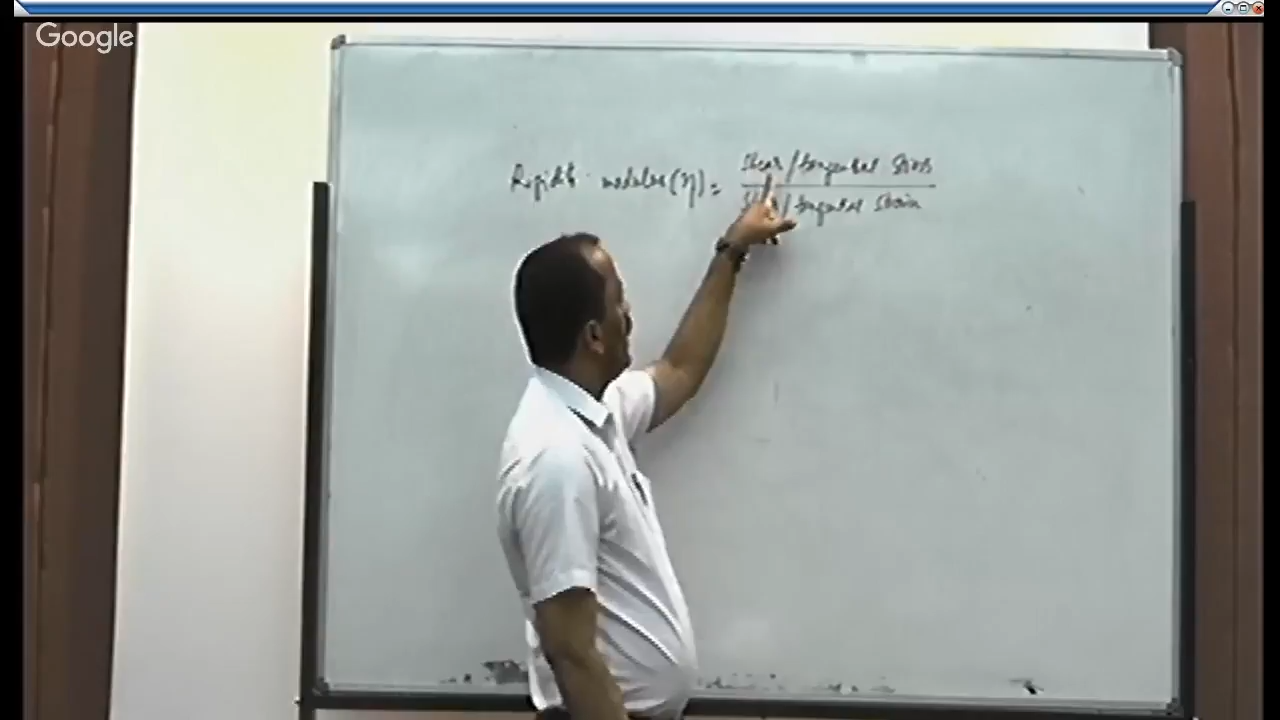 Google
Rigidity modulus (η) = Shear / tangential Stress
Shear / tangential Strain